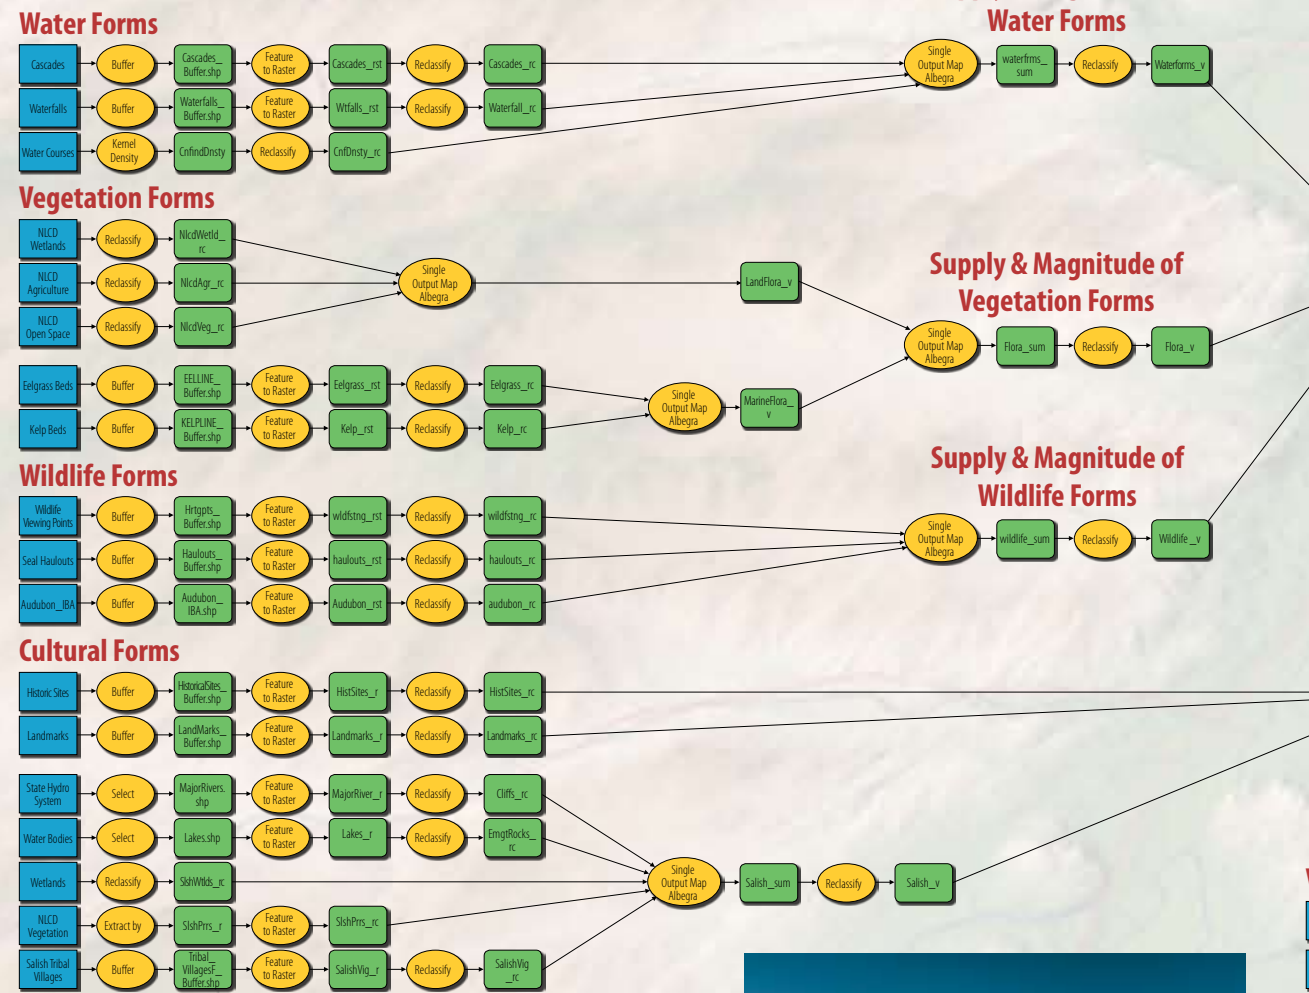 Water Forms
Cascades
Buffer
Cascades_
Buffer.shp
Feature
to Raster
Cascades_rst
Reclassify
Cascades_rc
Waterfalls
Buffer
Waterfalls_
Buffer.shp
Feature
to Raster
Wtfalls_rst
Reclassify
Waterfall_rc
Water Courses
Kernel
Density
CnfindDnsty
Reclassify
CnfDnsty_rc
Water Forms
Single
Output Map
Albegra
waterfrms_
sum
Reclassify
Waterforms_v
Vegetation Forms
NLCD
Wetlands
Reclassify
NlcdWetld_
rc
NLCD
Agriculture
Reclassify
NlcdAgr_rc
NLCD
Open Space
Reclassify
NlcdVeg_rc
Single
Output Map
Albegra
LandFlora_v
Eelgrass Beds
Buffer
EELLINE_
Buffer.shp
Feature
to Raster
Eelgrass_rst
Reclassify
Eelgrass_rc
Kelp Beds
Buffer
KELPLINE_
Buffer.shp
Feature
to Raster
Kelp_rst
Reclassify
Kelp_rc
Single
Output Map
Albegra
MarineFlora_
v
Supply & Magnitude of
Vegetation Forms
Single
Output Map
Albegra
Flora_sum
Reclassify
Flora_v
Wildlife Forms
Wildlife
Viewing Points
Buffer
Hrtgpts_
Buffer.shp
Feature
to Raster
wldfstng_rst
Reclassify
wildfstng_rc
Seal Haulouts
Buffer
Haulouts_
Buffer.shp
Feature
to Raster
haulouts_rst
Reclassify
haulouts_rc
Audubon_IBA
Buffer
Audubon_
IBA.shp
Feature
to Raster
Audubon_rst
Reclassify
audubon_rc
Supply & Magnitude of
Wildlife Forms
Single
Output Map
Albegra
wildlife_sum
Reclassify
Wildlife_v
Cultural Forms
Historic Sites
Buffer
HistoricalSites_
Buffer.shp
Feature
to Raster
HistSites_r
Reclassify
HistSites_rc
Landmarks
Buffer
LandMarks_
Buffer.shp
Feature
to Raster
Landmarks_r
Reclassify
Landmarks_rc
State Hydro
System
Select
MajorRivers.
shp
Feature
to Raster
MajorRiver_r
Reclassify
Cliffs_rc
Water Bodies
Select
Lakes.shp
Feature
to Raster
Lakes_r
Reclassify
EmgtRocks_
rc
Wetlands
Reclassify
SlshWtlds_rc
NLCD
Vegetation
Extract by
SlshPrrs_r
Feature
to Raster
SlshPrrs_rc
Salish Tribal
Villages
Buffer
Tribal_
VillagesF_
Buffer.shp
Feature
to Raster
SalishVig_r
Reclassify
SalishVig
_rc
Single
Output Map
Albegra
Salish_sum
Reclassify
Salish_v